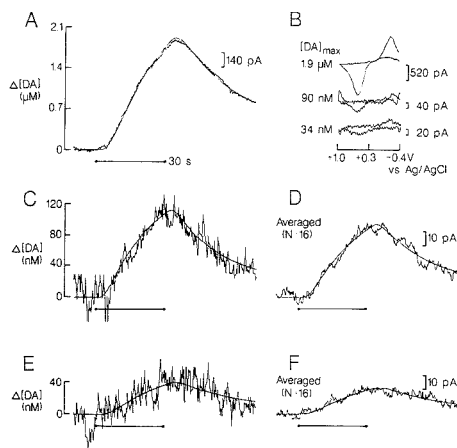 A
Δ[DA]
(μM)
2.1
1.4
0.7
0
140 pA
30 s
B
[DA]max
1.9 μM
520 pA
90 nM
40 pA
34 nM
20 pA
+1.0 +0.3 -0.4V
vs Ag/AgCl
C
Δ[DA]
(nM)
120
80
40
0
D
Averaged
(N·16)
10 pA
E
Δ[DA]
(nM)
40
0
F
Averaged
(N·16)
10 pA